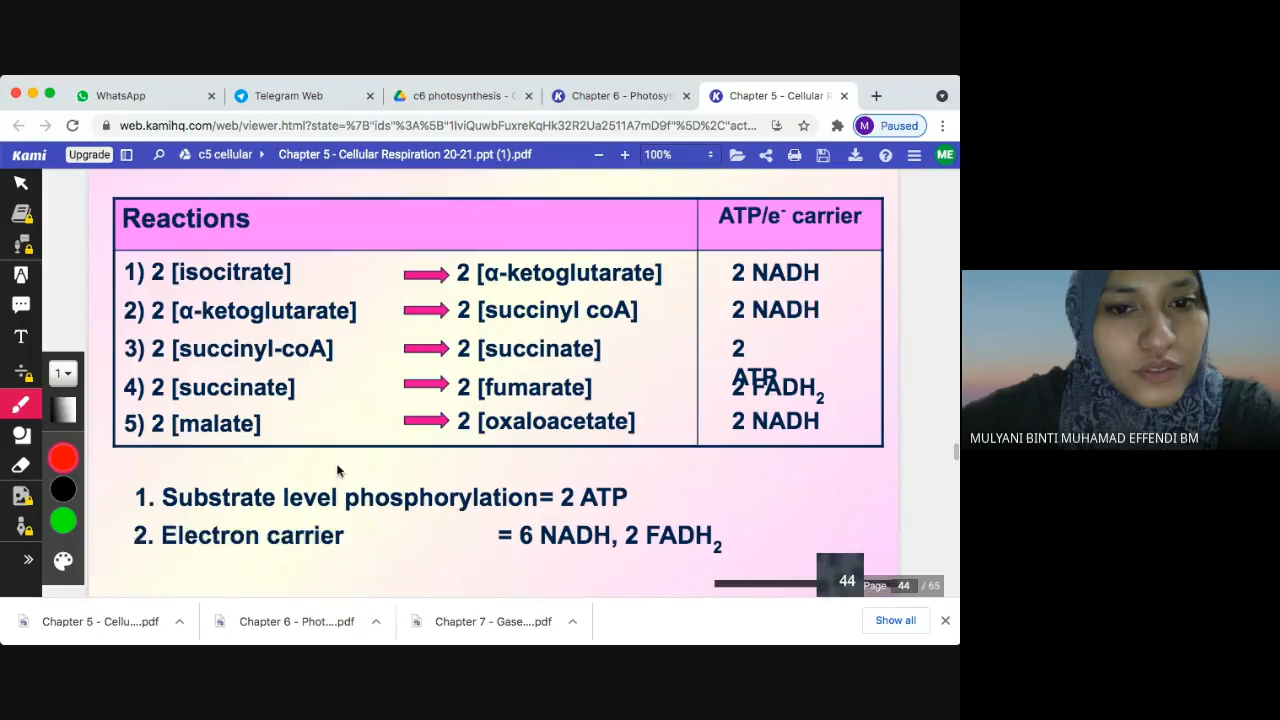 WhatsApp
Telegram Web
c6 photosynthesis -
Chapter 6 - Photosyn
Chapter 5 - Cellular R
web.kamihq.com/web/viewer.html?state=%7B"ids"%3A%5B"1lviQuwbFuxreKqHk32R2Ua2511A7mD9f"%5D%2C"act...
M Paused
Kami
Upgrade
c5 cellular
Chapter 5 - Cellular Respiration 20-21.ppt (1).pdf
100%
ME
Reactions ATP/e- carrier
1) 2 [isocitrate] 2 [α-ketoglutarate] 2 NADH
2) 2 [α-ketoglutarate] 2 [succinyl coA] 2 NADH
3) 2 [succinyl-coA] 2 [succinate] 2 ATP
4) 2 [succinate] 2 [fumarate] 2 FADH2
5) 2 [malate] 2 [oxaloacetate] 2 NADH
1. Substrate level phosphorylation= 2 ATP
2. Electron carrier = 6 NADH, 2 FADH2
1
44
Page 44 / 65
MULYANI BINTI MUHAMAD EFFENDI BM
Chapter 5 - Cellu....pdf
Chapter 6 - Phot....pdf
Chapter 7 - Gase....pdf
Show all